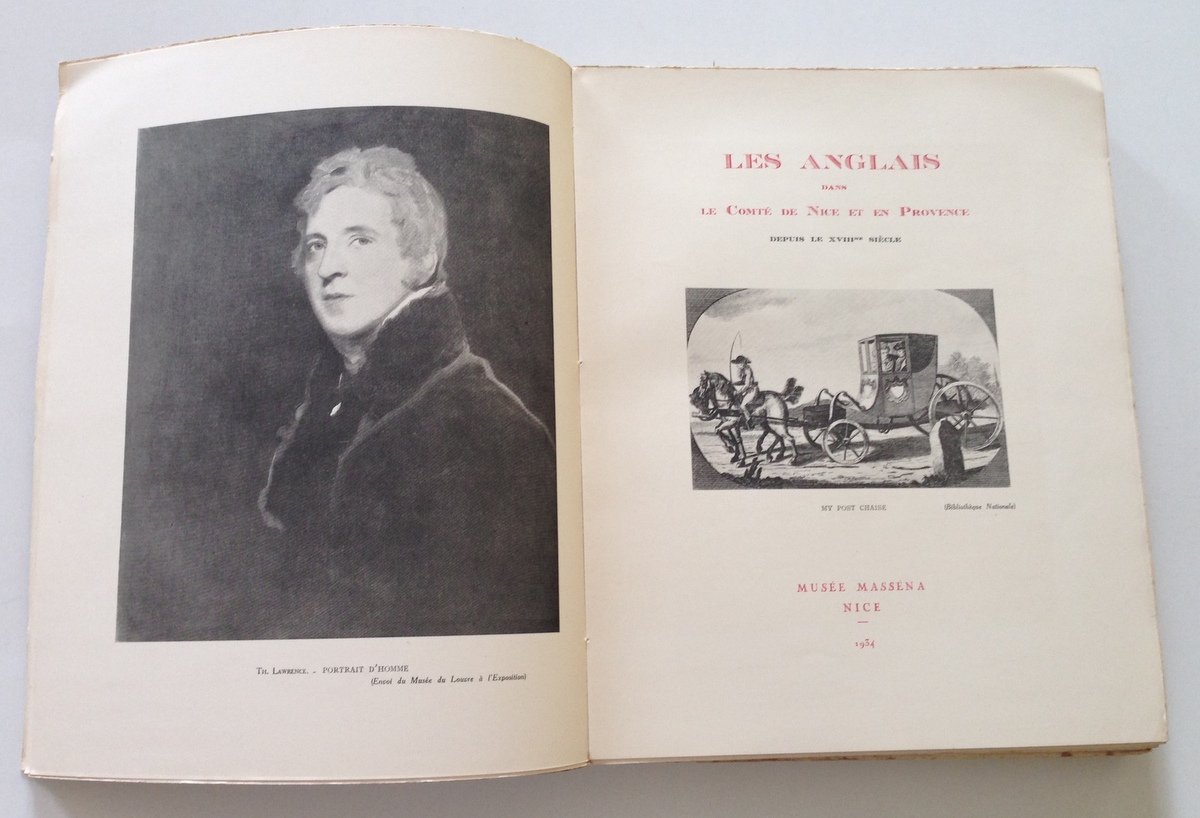 Th. Lawrence. - PORTRAIT D'HOMME
(Envoi du Musée du Louvre à l'Exposition)
LES ANGLAIS
DANS
LE COMTÉ DE NICE ET EN PROVENCE
DEPUIS LE XVIIIme SIÈCLE
MY POST CHAISE
(Bibliothèque Nationale)
MUSÉE MASSENA
NICE
1934